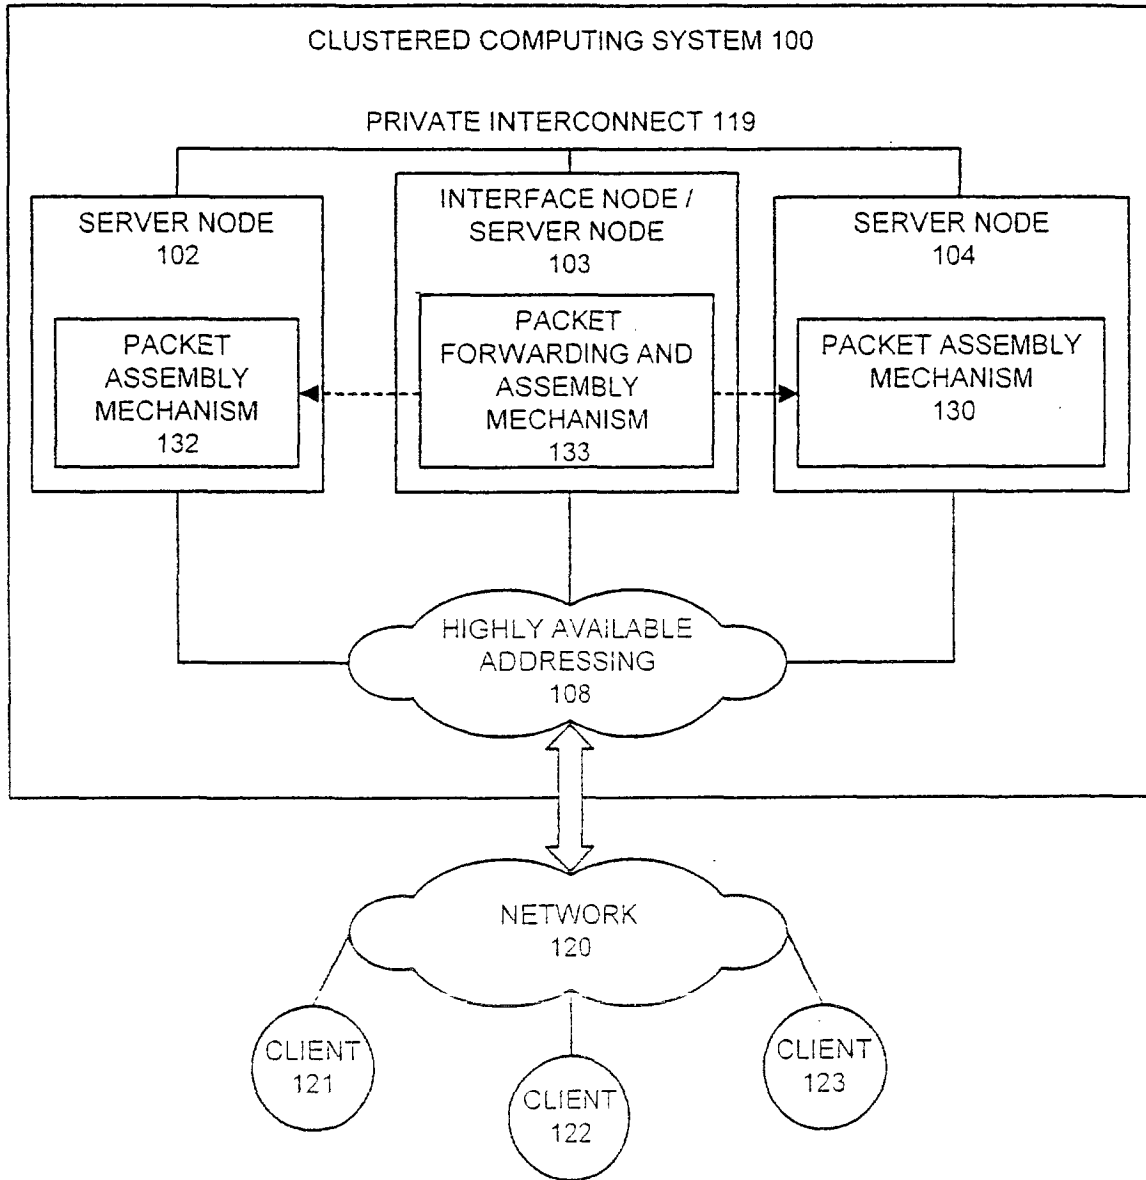 CLUSTERED COMPUTING SYSTEM 100
PRIVATE INTERCONNECT 119
SERVER NODE
102
PACKET
ASSEMBLY
MECHANISM
132
INTERFACE NODE /
SERVER NODE
103
PACKET
FORWARDING AND
ASSEMBLY
MECHANISM
133
SERVER NODE
104
PACKET ASSEMBLY
MECHANISM
130
HIGHLY AVAILABLE
ADDRESSING
108
NETWORK
120
CLIENT
121
CLIENT
122
CLIENT
123